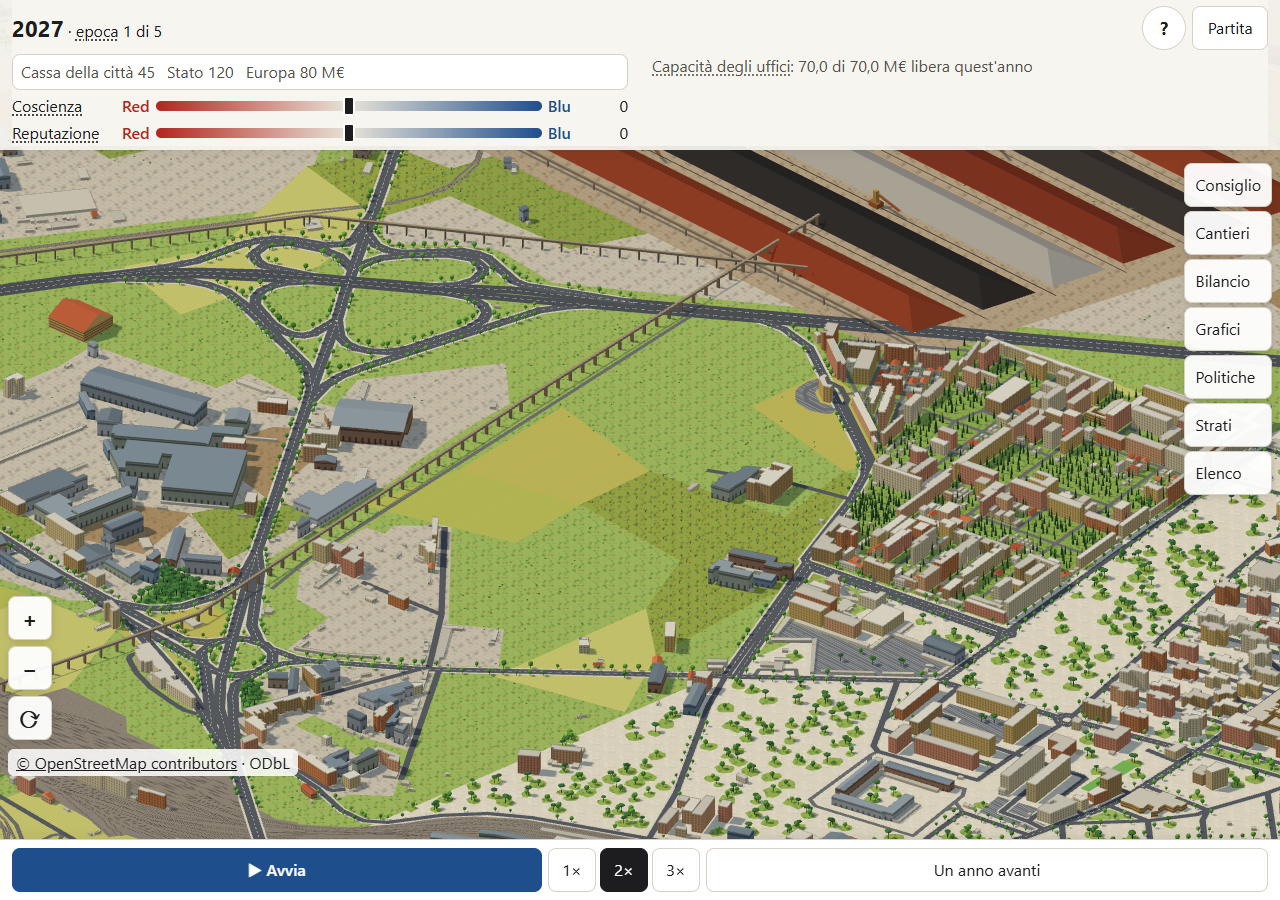 2027 · epoca 1 di 5
?
Partita
Cassa della città 45 Stato 120 Europa 80 M€
Capacità degli uffici: 70,0 di 70,0 M€ libera quest'anno
Coscienza Red Blu 0
Reputazione Red Blu 0
Consiglio
Cantieri
Bilancio
Grafici
Politiche
Strati
Elenco
+
−
© OpenStreetMap contributors · ODbL
▶ Avvia
1×
2×
3×
Un anno avanti